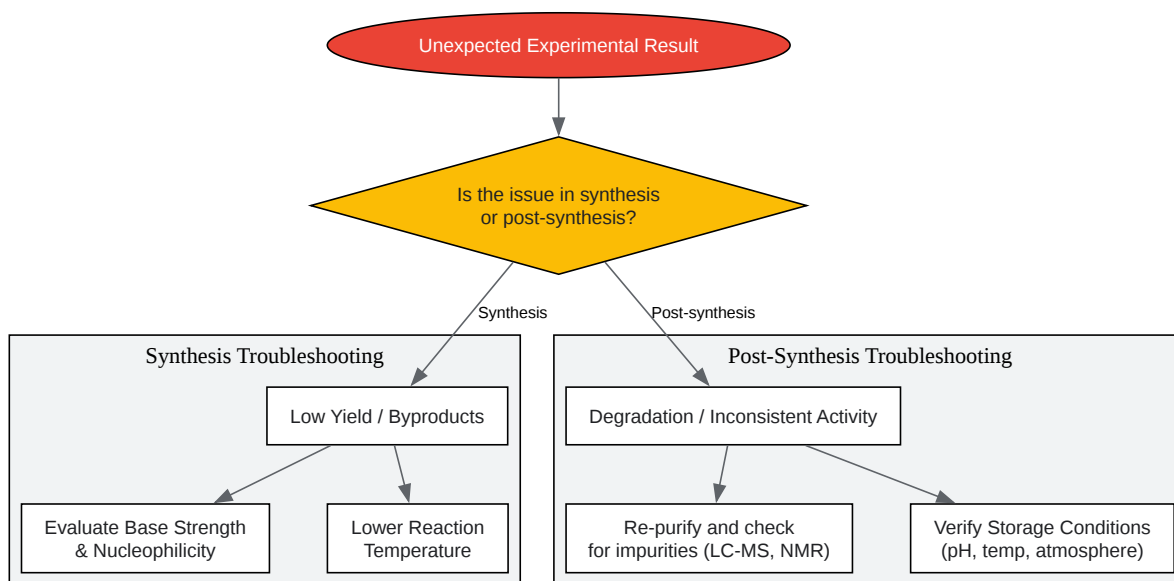 Unexpected Experimental Result
Is the issue in synthesis
or post-synthesis?
Synthesis
Post-synthesis
Synthesis Troubleshooting
Post-Synthesis Troubleshooting
Low Yield / Byproducts
Degradation / Inconsistent Activity
Evaluate Base Strength
& Nucleophilicity
Lower Reaction
Temperature
Re-purify and check
for impurities (LC-MS, NMR)
Verify Storage Conditions
(pH, temp, atmosphere)